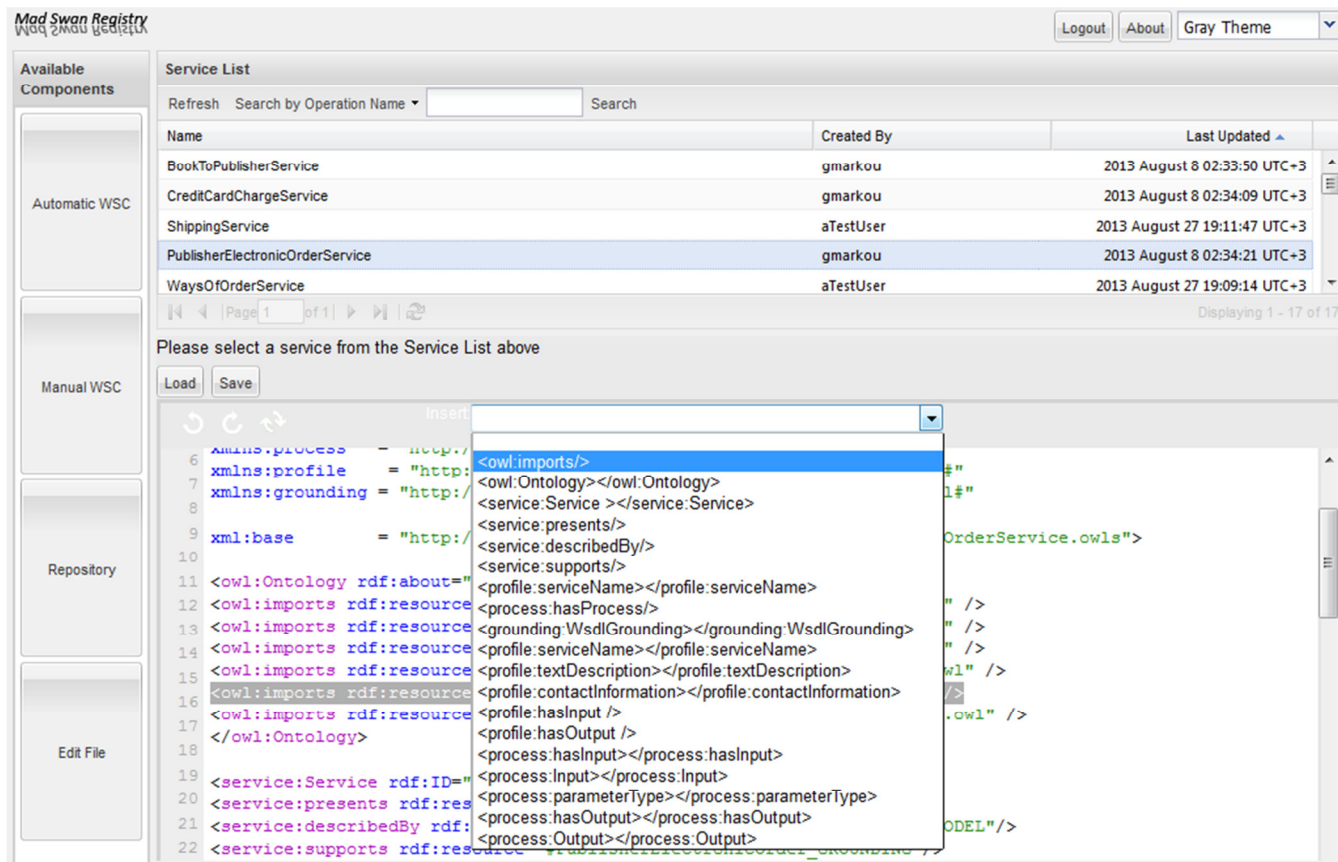 Mad Swan Registry
Logout About Gray Theme
Available Components
Automatic WSC
Manual WSC
Repository
Edit File
Service List
Refresh Search by Operation Name Search
Name Created By Last Updated
BookToPublisherService gmarkou 2013 August 8 02:33:50 UTC+3
CreditCardChargeService gmarkou 2013 August 8 02:34:09 UTC+3
ShippingService aTestUser 2013 August 27 19:11:47 UTC+3
PublisherElectronicOrderService gmarkou 2013 August 8 02:34:21 UTC+3
WaysOfOrderService aTestUser 2013 August 27 19:09:14 UTC+3
Page 1 of 1 Displaying 1 - 17 of 17
Please select a service from the Service List above
Load Save
Insert:
<owl:imports/>
<owl:Ontology></owl:Ontology>
<service:Service ></service:Service>
<service:presents/>
<service:describedBy/>
<service:supports/>
<profile:serviceName></profile:serviceName>
<process:hasProcess/>
<grounding:WsdlGrounding></grounding:WsdlGrounding>
<profile:serviceName></profile:serviceName>
<profile:textDescription></profile:textDescription>
<profile:contactInformation></profile:contactInformation>
<profile:hasInput />
<profile:hasOutput />
<process:hasInput></process:hasInput>
<process:Input></process:Input>
<process:parameterType></process:parameterType>
<process:hasOutput></process:hasOutput>
<process:Output></process:Output>
xmlns:process = "http:/
6 xmlns:profile = "http: #"
7 xmlns:grounding = "http:/ l#"
8
9 xml:base = "http:/ OrderService.owls">
10
11 <owl:Ontology rdf:about="
12 <owl:imports rdf:resource " />
13 <owl:imports rdf:resource " />
14 <owl:imports rdf:resource " />
15 <owl:imports rdf:resource wl" />
16 <owl:imports rdf:resource />
17 <owl:imports rdf:resource .owl" />
18 </owl:Ontology>
19 <service:Service rdf:ID="
20 <service:presents rdf:res
21 <service:describedBy rdf: ODEL"/>
22 <service:supports rdf:resource